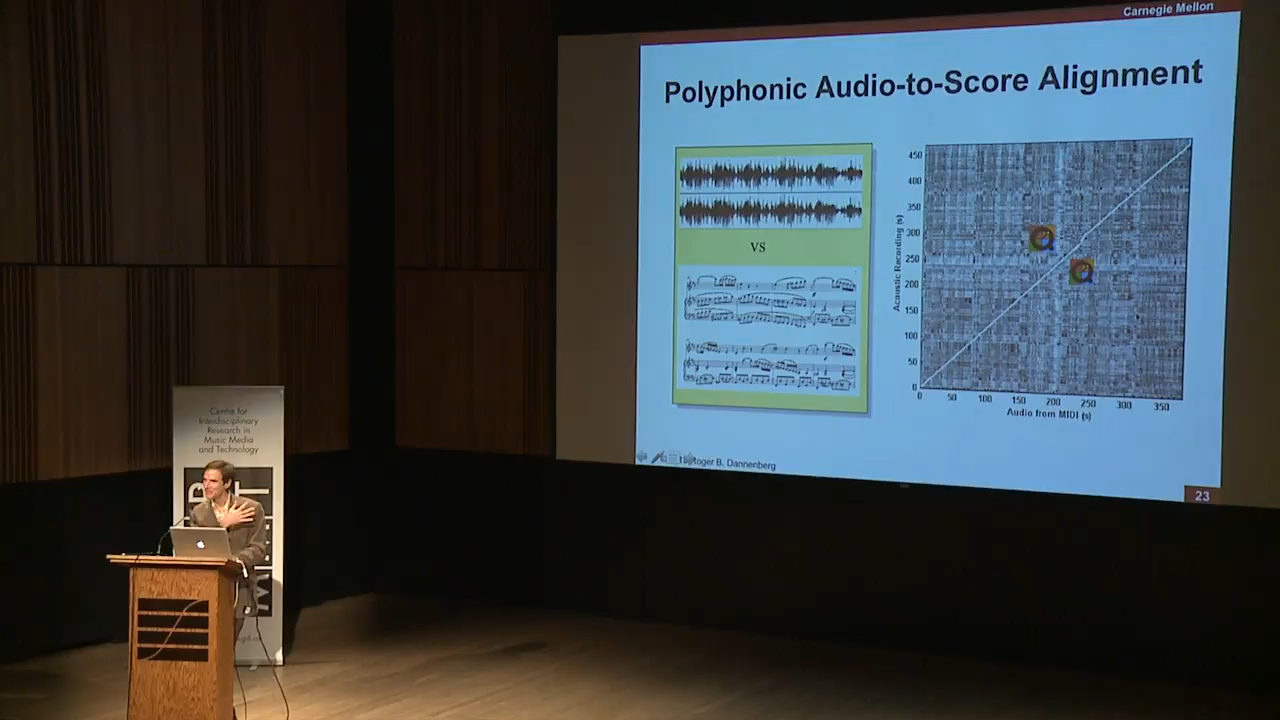 Carnegie Mellon
Polyphonic Audio-to-Score Alignment
vs
Acoustic Recording (s)
450
400
350
300
250
200
150
100
50
0
0 50 100 150 200 250 300 350
Audio from MIDI (s)
Roger B. Dannenberg
23
Centre for
Interdisciplinary
Research in
Music Media
and Technology